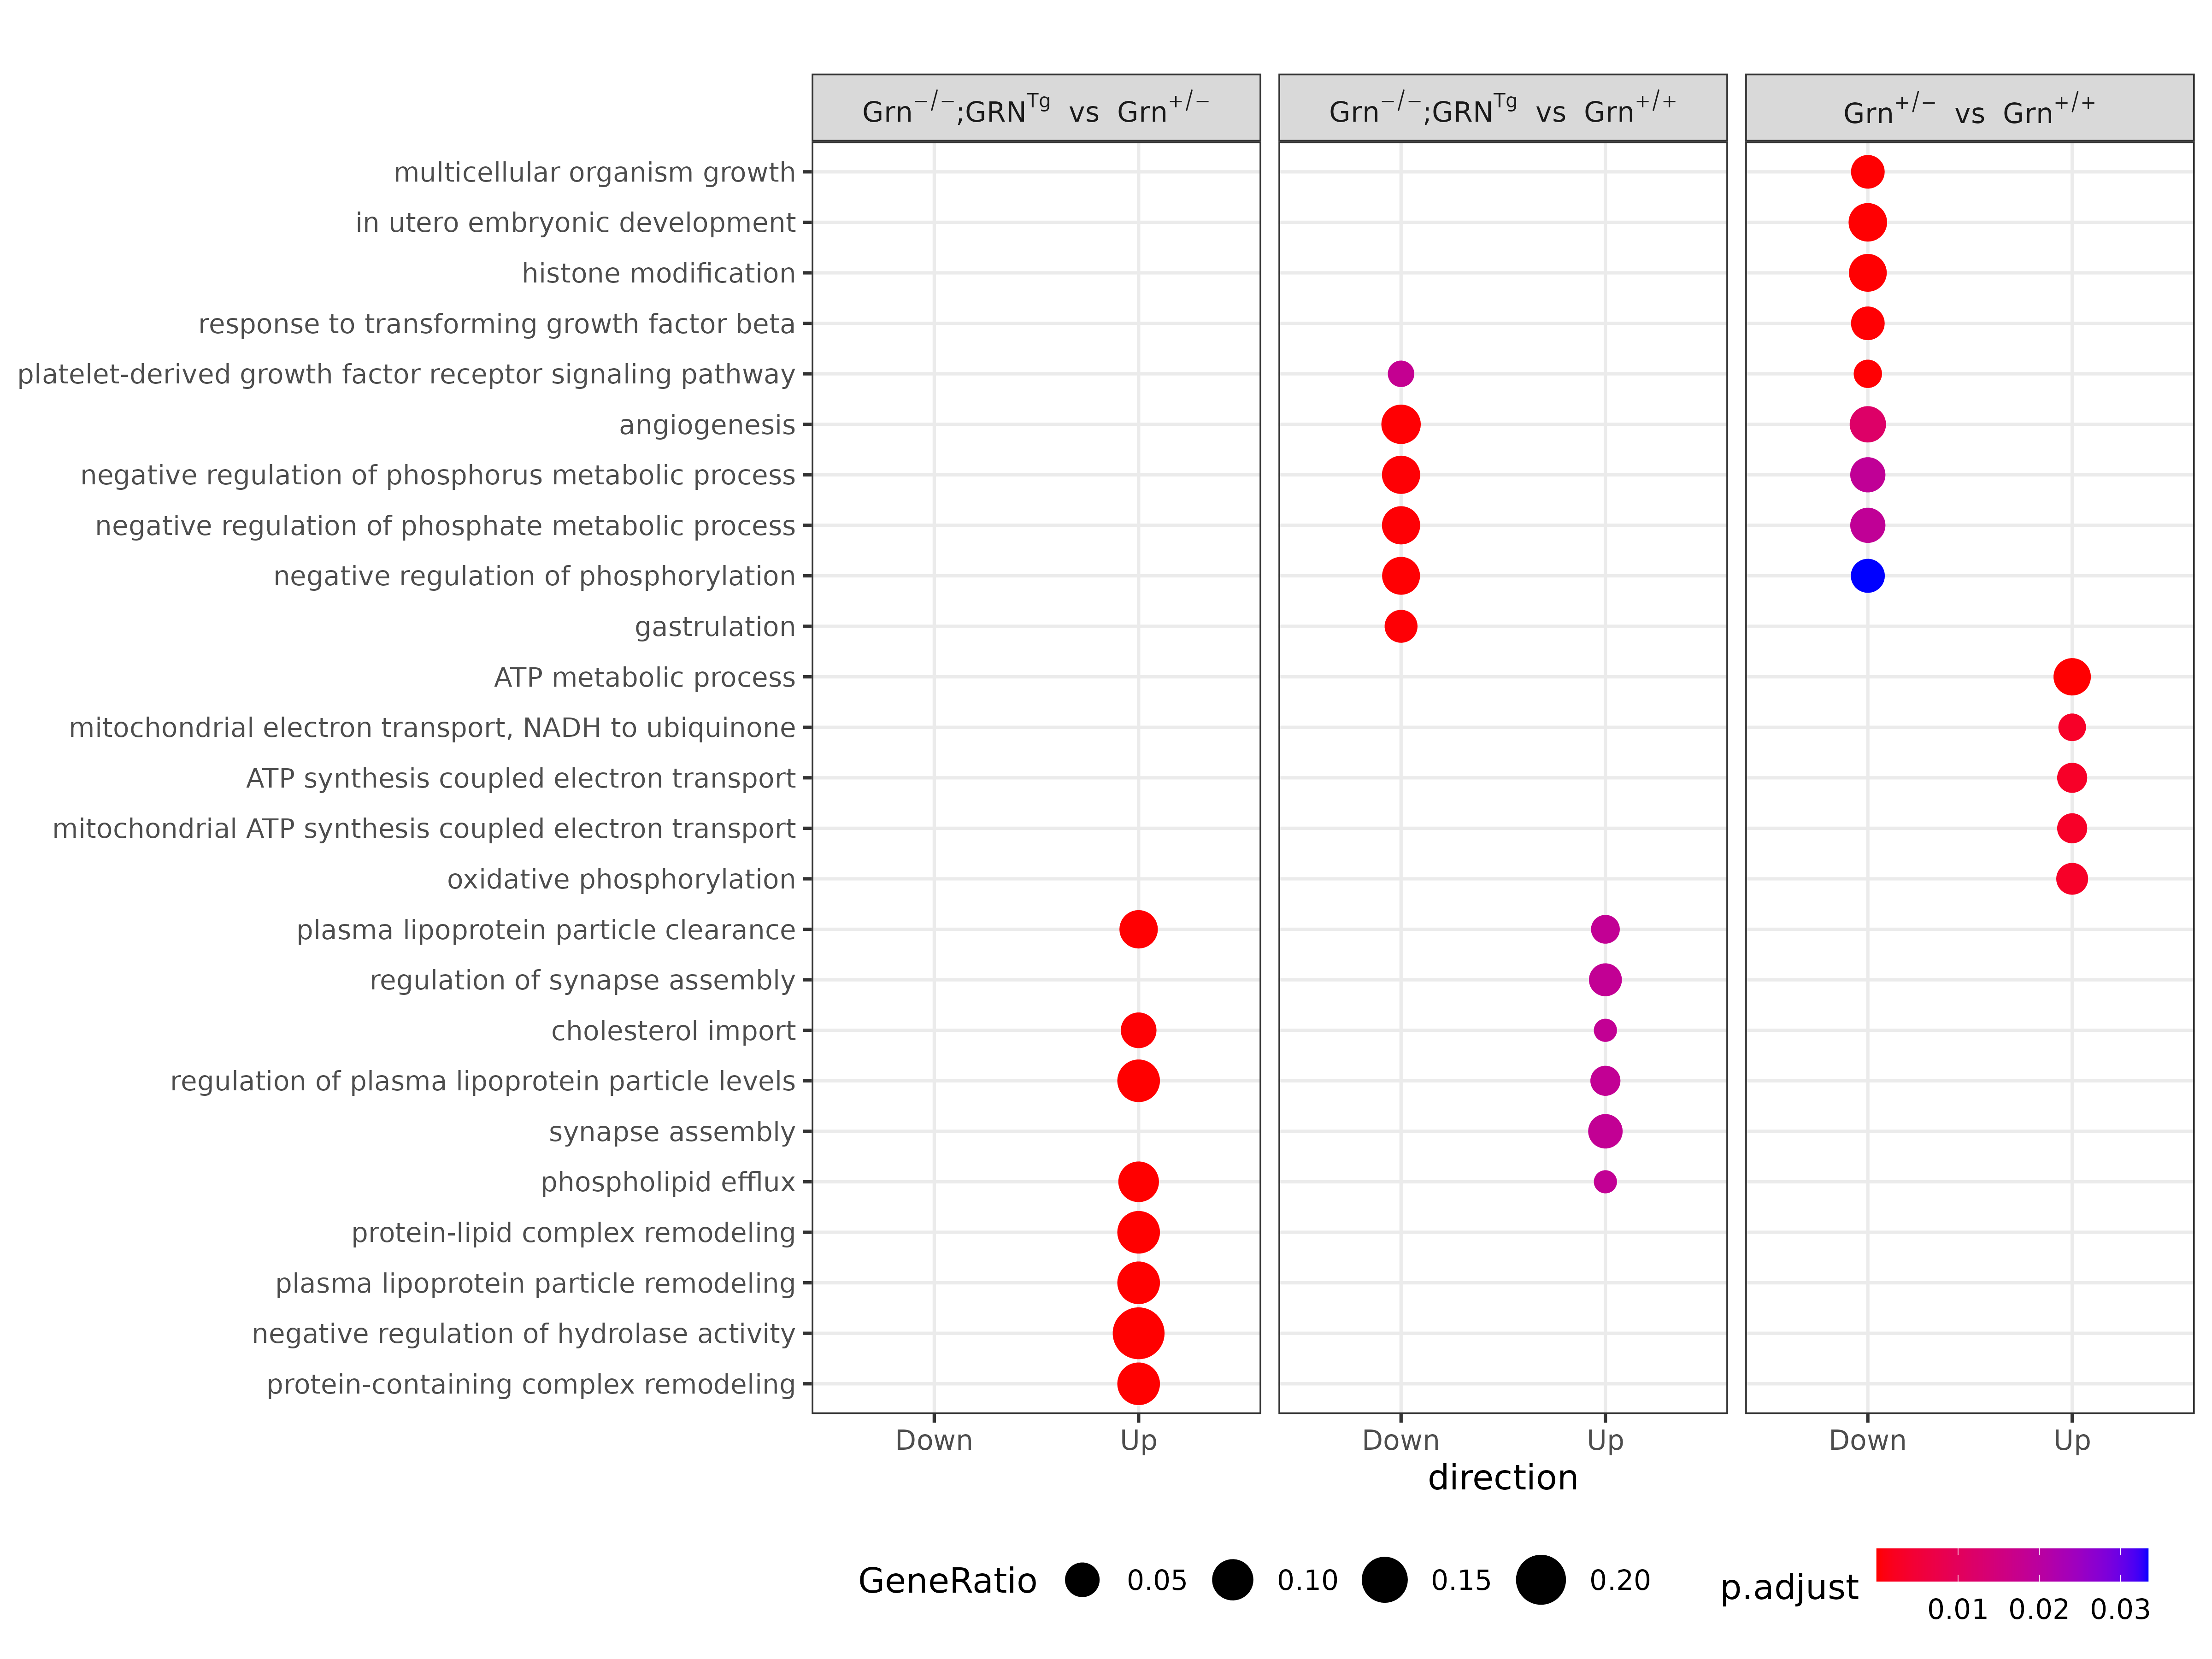 Grn−/−;GRNTg vs Grn+/−
Grn−/−;GRNTg vs Grn+/+
Grn+/− vs Grn+/+
multicellular organism growth
in utero embryonic development
histone modification
response to transforming growth factor beta
platelet-derived growth factor receptor signaling pathway
angiogenesis
negative regulation of phosphorus metabolic process
negative regulation of phosphate metabolic process
negative regulation of phosphorylation
gastrulation
ATP metabolic process
mitochondrial electron transport, NADH to ubiquinone
ATP synthesis coupled electron transport
mitochondrial ATP synthesis coupled electron transport
oxidative phosphorylation
plasma lipoprotein particle clearance
regulation of synapse assembly
cholesterol import
regulation of plasma lipoprotein particle levels
synapse assembly
phospholipid efflux
protein-lipid complex remodeling
plasma lipoprotein particle remodeling
negative regulation of hydrolase activity
protein-containing complex remodeling
Down Up Down Up Down Up
direction
GeneRatio 0.05 0.10 0.15 0.20
p.adjust
0.01 0.02 0.03